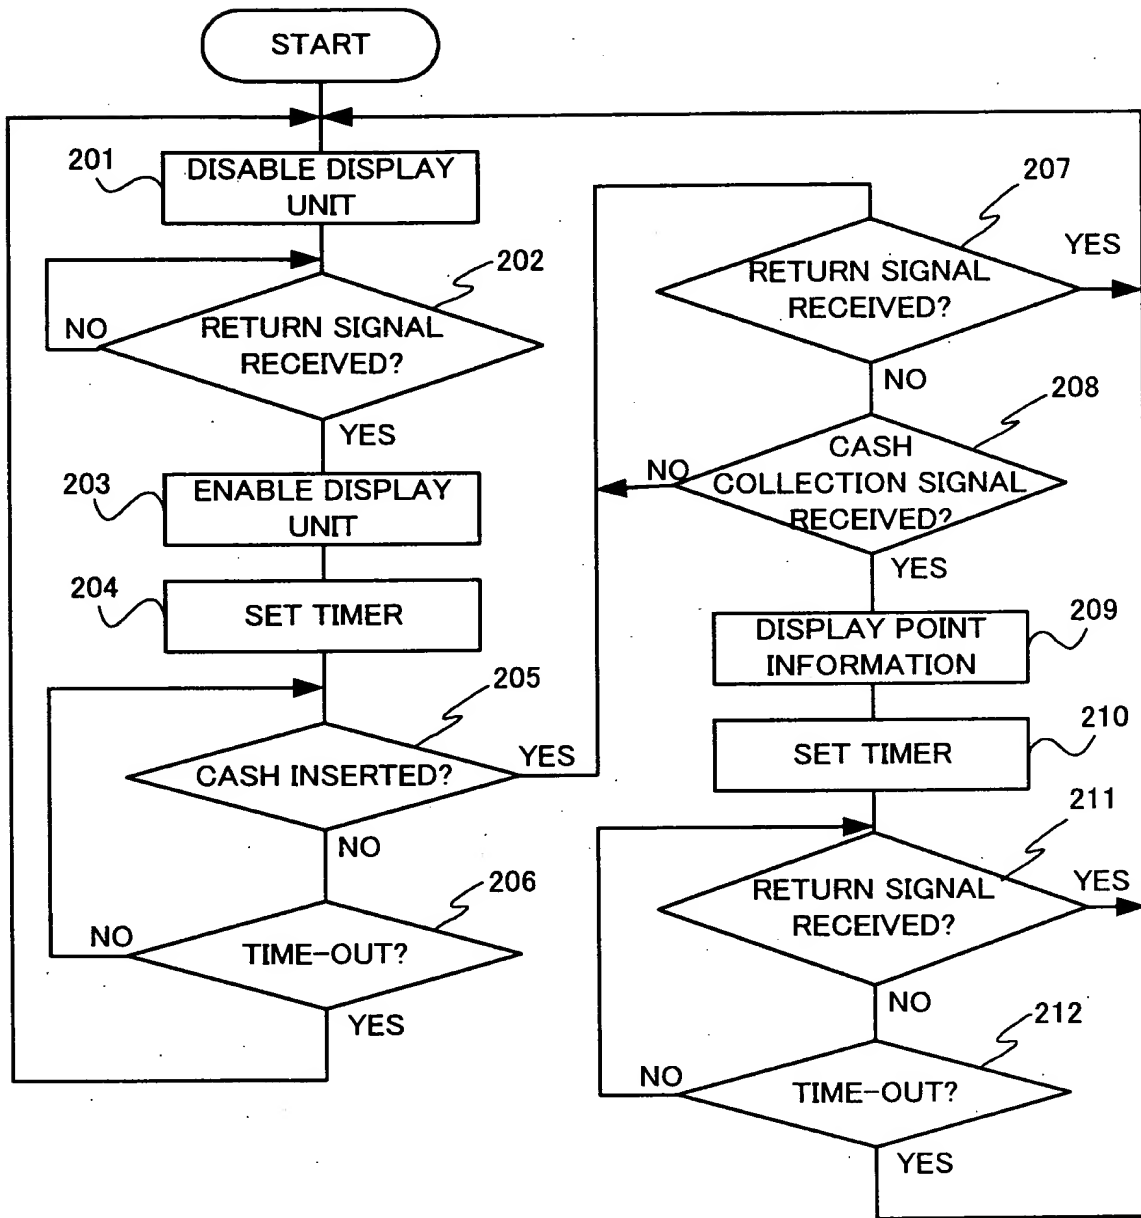 START
201
DISABLE DISPLAY
UNIT
202
RETURN SIGNAL
RECEIVED?
NO
YES
203
ENABLE DISPLAY
UNIT
204
SET TIMER
205
CASH INSERTED?
YES
NO
206
TIME-OUT?
NO
YES
207
RETURN SIGNAL
RECEIVED?
YES
NO
208
CASH
COLLECTION SIGNAL
RECEIVED?
NO
YES
209
DISPLAY POINT
INFORMATION
210
SET TIMER
211
RETURN SIGNAL
RECEIVED?
YES
NO
212
TIME-OUT?
NO
YES